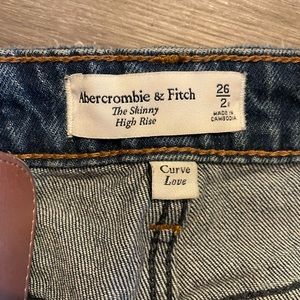 Abercrombie & Fitch
The Skinny
High Rise
26
2
MADE IN
CAMBODIA
Curve
Love